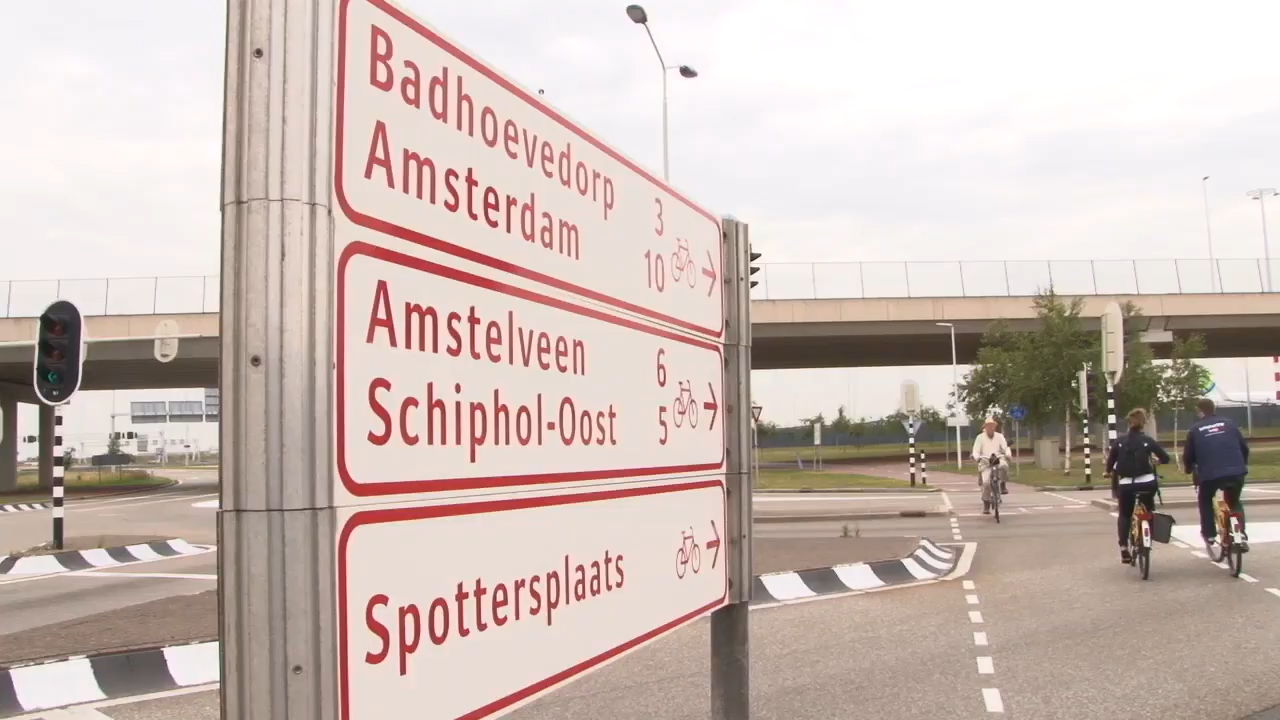 Badhoevedorp 3
Amsterdam 10
Amstelveen 6
Schiphol-Oost 5
Spottersplaats